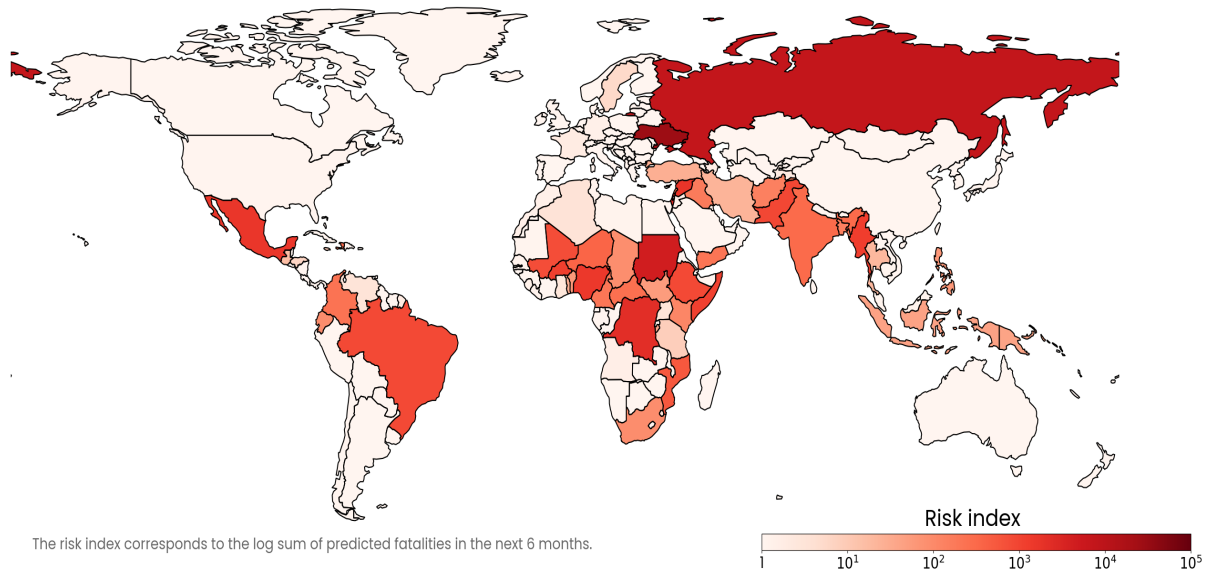 Risk index
The risk index corresponds to the log sum of predicted fatalities in the next 6 months.
1 10¹ 10² 10³ 10⁴ 10⁵